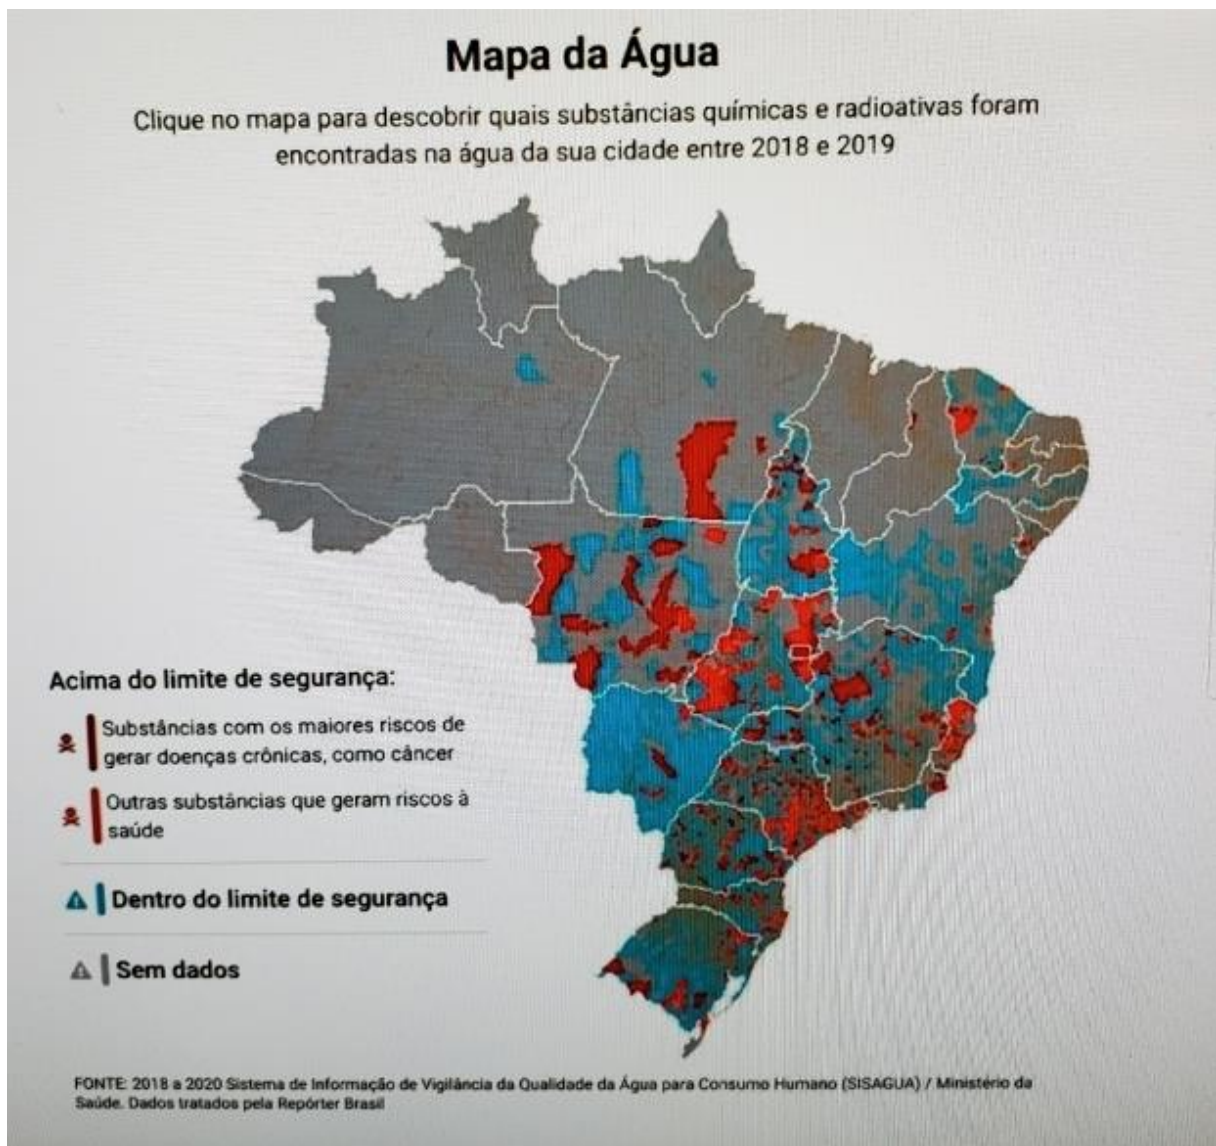 Mapa da Água
Clique no mapa para descobrir quais substâncias químicas e radioativas foram
encontradas na água da sua cidade entre 2018 e 2019
Acima do limite de segurança:
Substâncias com os maiores riscos de
gerar doenças crônicas, como câncer
Outras substâncias que geram riscos à
saúde
Dentro do limite de segurança
Sem dados
FONTE: 2018 a 2020 Sistema de Informação de Vigilância da Qualidade da Água para Consumo Humano (SISAGUA) / Ministério da
Saúde. Dados tratados pela Repórter Brasil